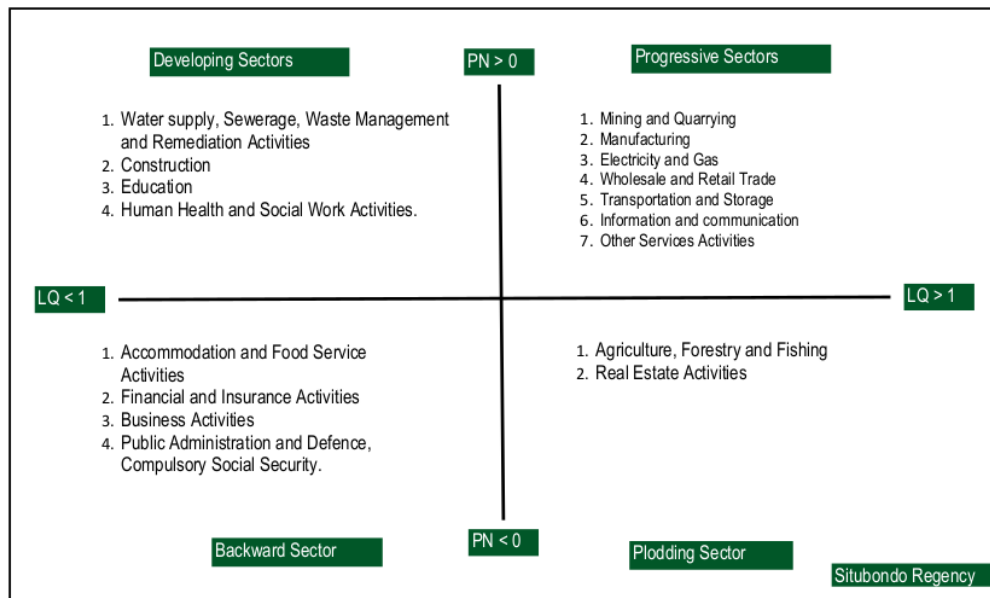 Developing Sectors
PN > 0
Progressive Sectors
1. Water supply, Sewerage, Waste Management
and Remediation Activities
2. Construction
3. Education
4. Human Health and Social Work Activities.
1. Mining and Quarrying
2. Manufacturing
3. Electricity and Gas
4. Wholesale and Retail Trade
5. Transportation and Storage
6. Information and communication
7. Other Services Activities
LQ < 1
LQ > 1
1. Accommodation and Food Service
Activities
2. Financial and Insurance Activities
3. Business Activities
4. Public Administration and Defence,
Compulsory Social Security.
1. Agriculture, Forestry and Fishing
2. Real Estate Activities
Backward Sector
PN < 0
Plodding Sector
Situbondo Regency